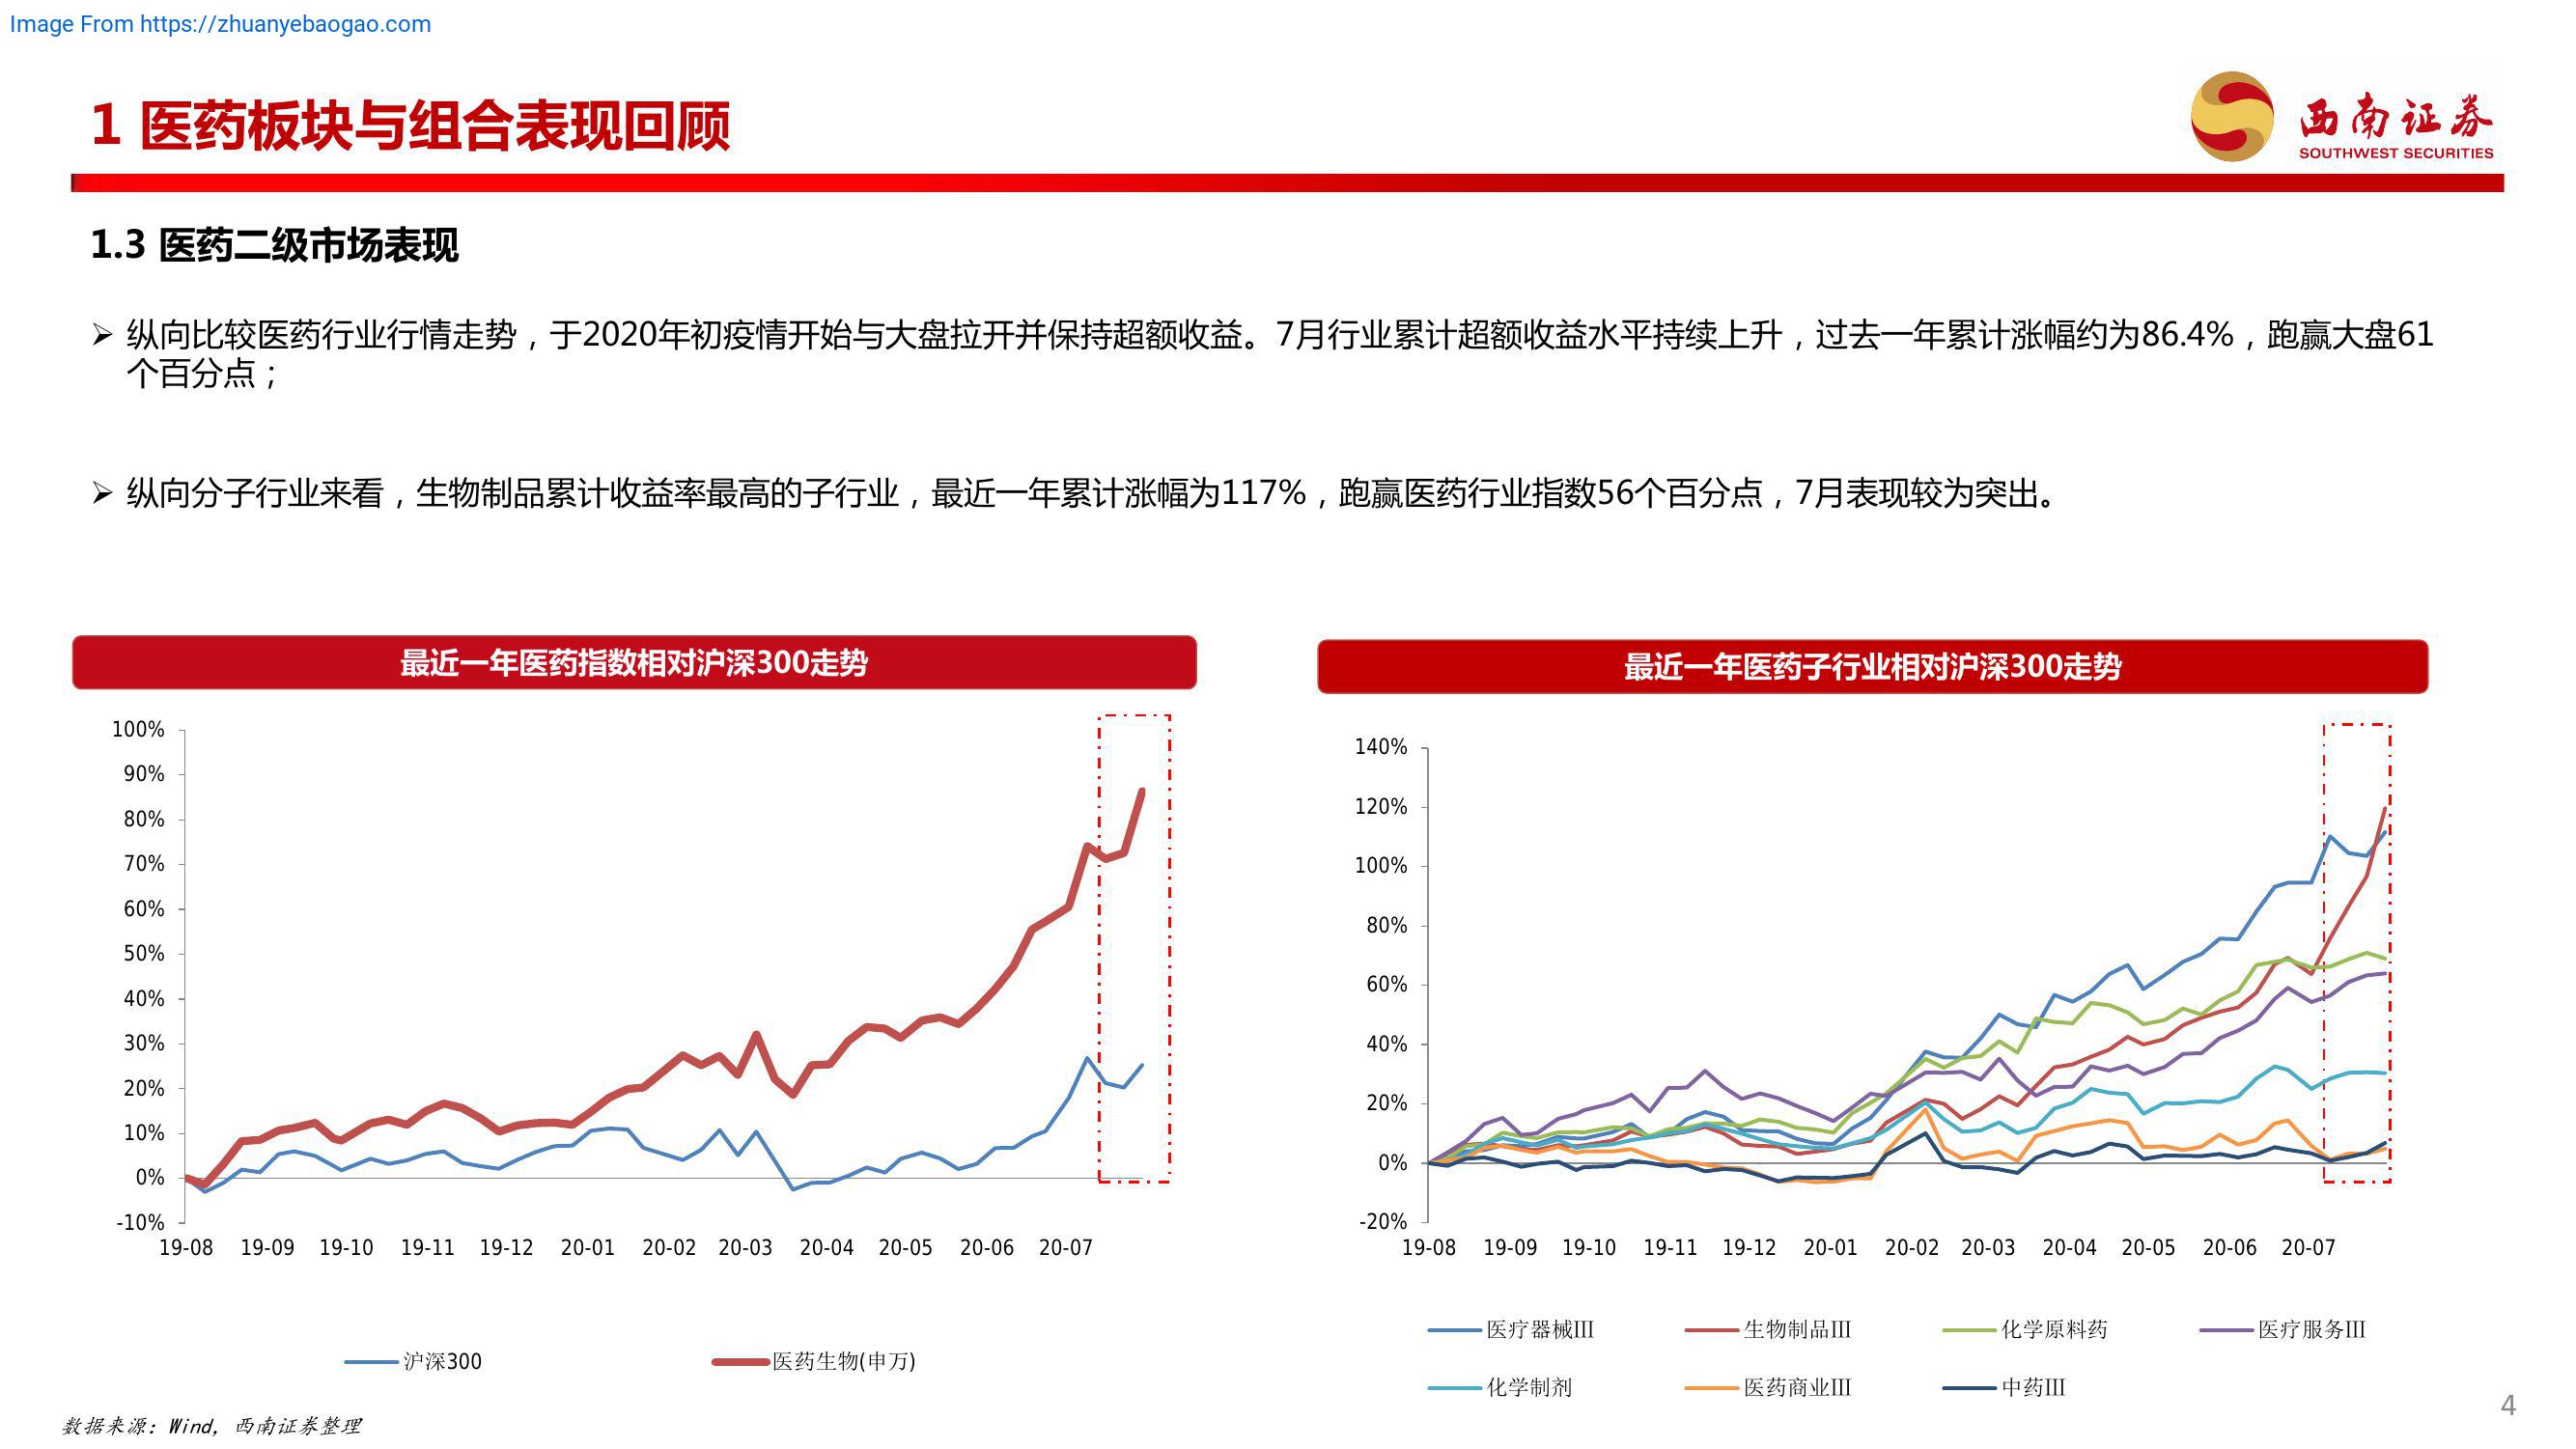 Image From https://zhuanyebaogao.com
1 医药板块与组合表现回顾
西南证券
SOUTHWEST SECURITIES
1.3 医药二级市场表现
➢ 纵向比较医药行业行情走势，于2020年初疫情开始与大盘拉开并保持超额收益。7月行业累计超额收益水平持续上升，过去一年累计涨幅约为86.4%，跑赢大盘61
个百分点；
➢ 纵向分子行业来看，生物制品累计收益率最高的子行业，最近一年累计涨幅为117%，跑赢医药行业指数56个百分点，7月表现较为突出。
最近一年医药指数相对沪深300走势
100%
90%
80%
70%
60%
50%
40%
30%
20%
10%
0%
-10%
19-08 19-09 19-10 19-11 19-12 20-01 20-02 20-03 20-04 20-05 20-06 20-07
沪深300 医药生物(申万)
最近一年医药子行业相对沪深300走势
140%
120%
100%
80%
60%
40%
20%
0%
-20%
19-08 19-09 19-10 19-11 19-12 20-01 20-02 20-03 20-04 20-05 20-06 20-07
医疗器械III 生物制品III 化学原料药 医疗服务III
化学制剂 医药商业III 中药III
数据来源：Wind，西南证券整理
4